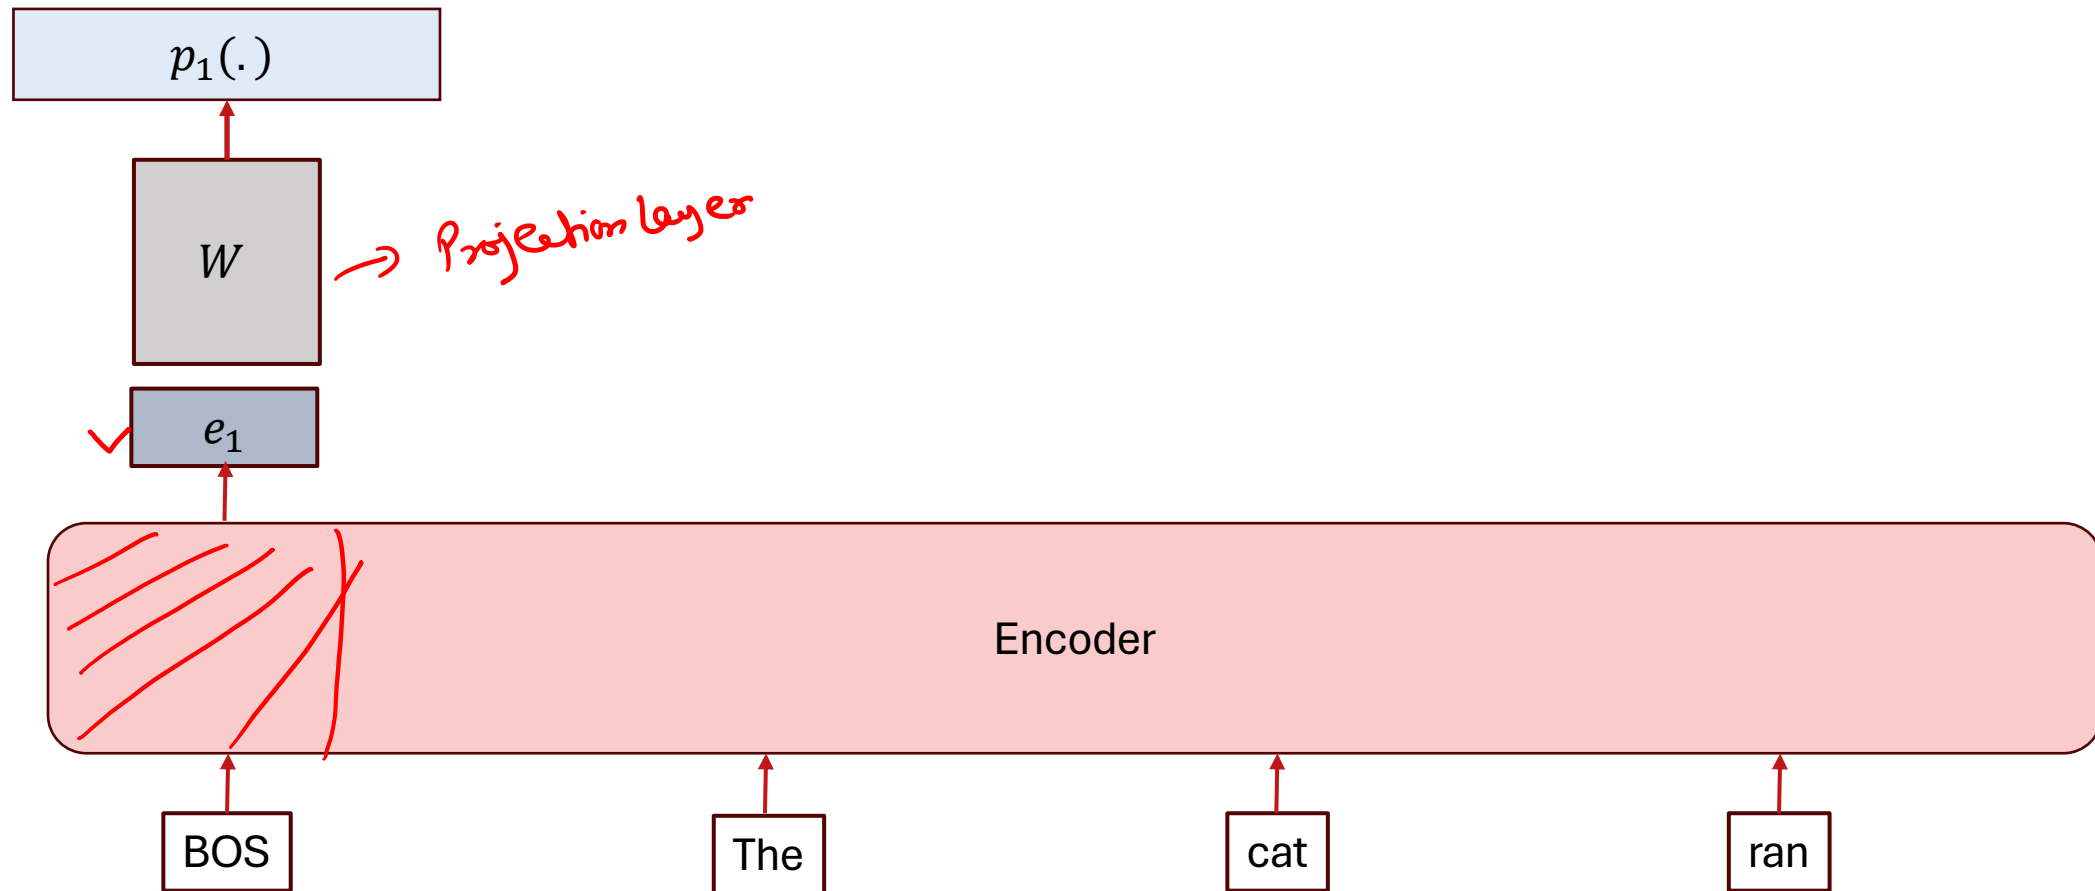 p₁(.)
W
→ Projection layer
e₁
Encoder
BOS
The
cat
ran